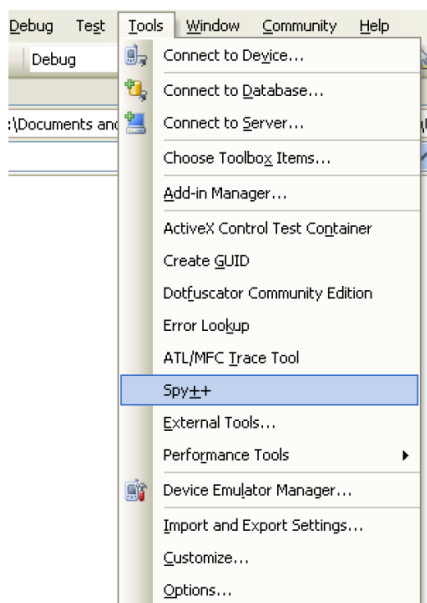 Debug Test Tools Window Community Help
Debug
Connect to Device...
Connect to Database...
:\Documents and
Connect to Server...
Choose Toolbox Items...
Add-in Manager...
ActiveX Control Test Container
Create GUID
Dotfuscator Community Edition
Error Lookup
ATL/MFC Trace Tool
Spy++
External Tools...
Performance Tools
Device Emulator Manager...
Import and Export Settings...
Customize...
Options...